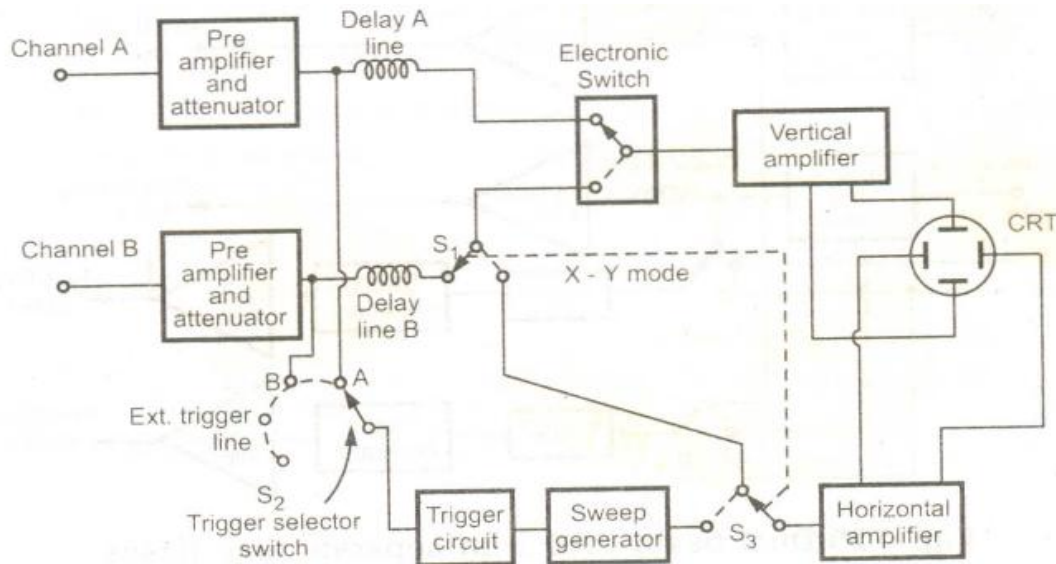 Channel A
Pre
amplifier
and
attenuator
Delay A
line
Electronic
Switch
Vertical
amplifier
CRT
Channel B
Pre
amplifier
and
attenuator
Delay
line B
S1
X - Y mode
B
A
Ext. trigger
line
S2
Trigger selector
switch
Trigger
circuit
Sweep
generator
S3
Horizontal
amplifier